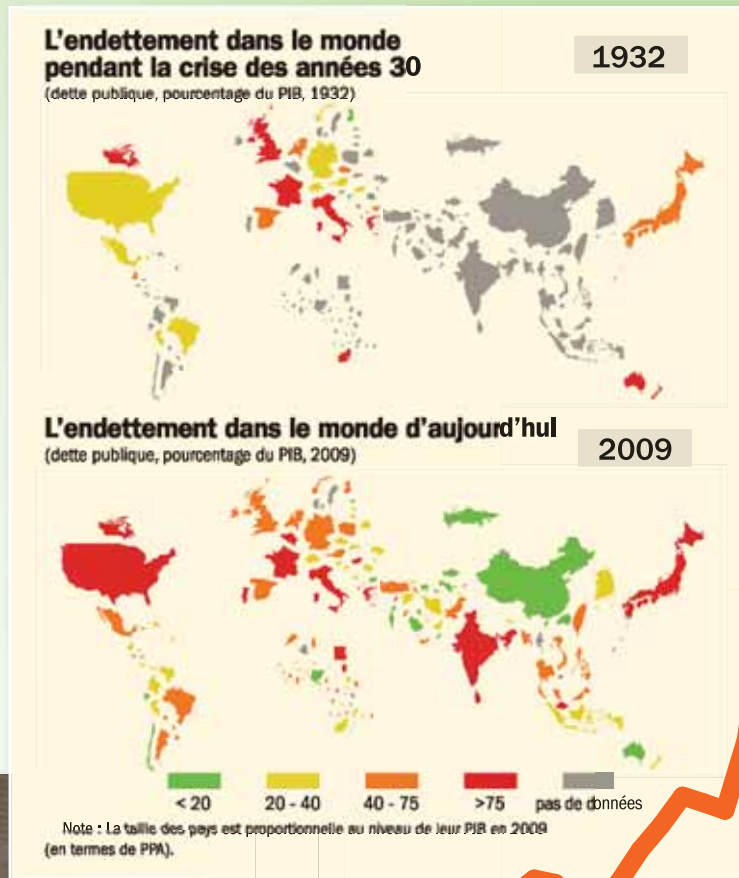 L'endettement dans le monde
pendant la crise des années 30
(dette publique, pourcentage du PIB, 1932)
1932
L'endettement dans le monde d'aujourd'hui
(dette publique, pourcentage du PIB, 2009)
2009
< 20
20 - 40
40 - 75
>75
pas de données
Note : La taille des pays est proportionnelle au niveau de leur PIB en 2009
(en termes de PPA).